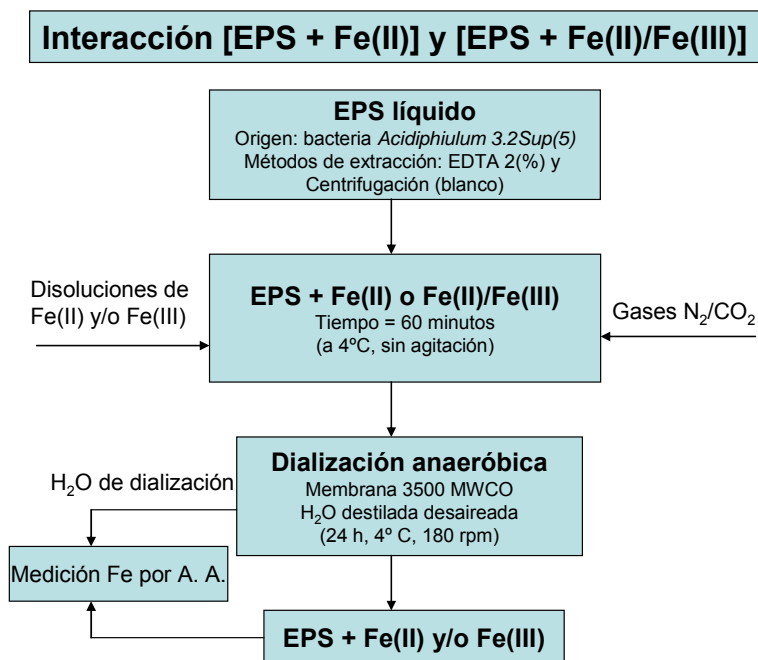 Interacción [EPS + Fe(II)] y [EPS + Fe(II)/Fe(III)]
EPS líquido
Origen: bacteria Acidiphiulum 3.2Sup(5)
Métodos de extracción: EDTA 2(%) y
Centrifugación (blanco)
Disoluciones de
Fe(II) y/o Fe(III)
EPS + Fe(II) o Fe(II)/Fe(III)
Tiempo = 60 minutos
(a 4ºC, sin agitación)
Gases N₂/CO₂
Dialización anaeróbica
Membrana 3500 MWCO
H₂O destilada desaireada
(24 h, 4º C, 180 rpm)
H₂O de dialización
Medición Fe por A. A.
EPS + Fe(II) y/o Fe(III)